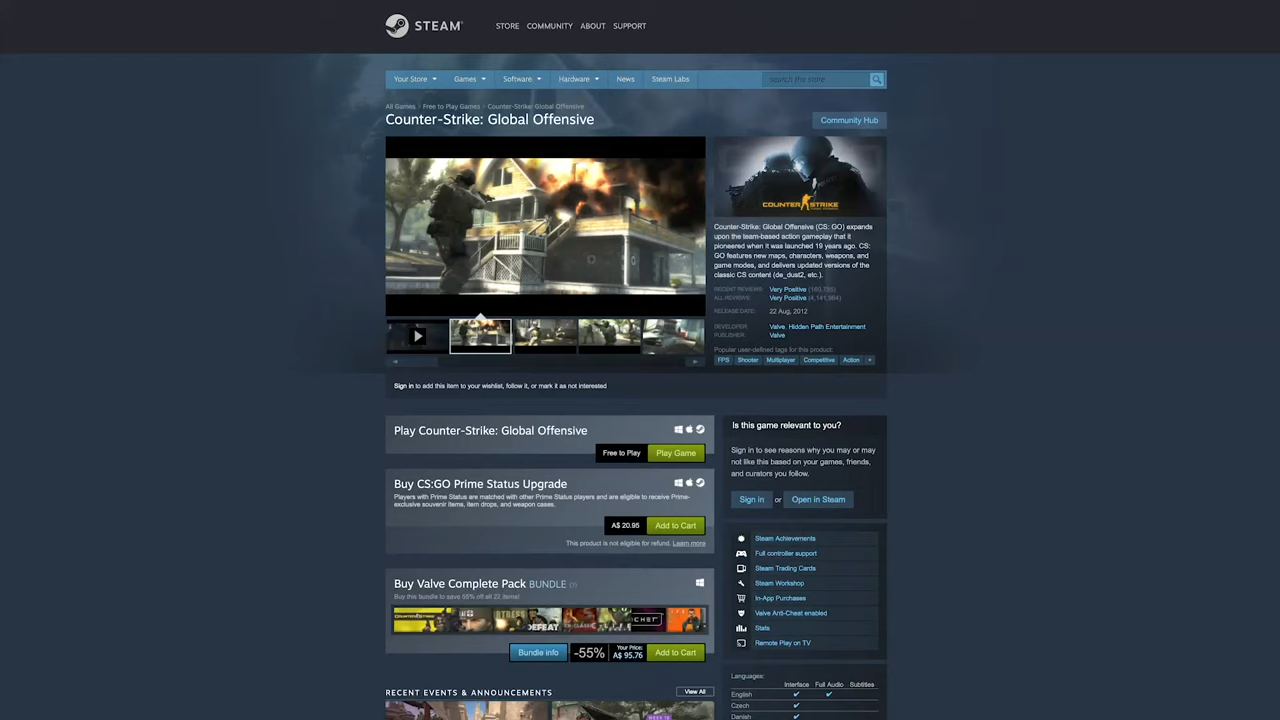 STEAM
STORE COMMUNITY ABOUT SUPPORT
Your Store Games Software Hardware News Steam Labs
search the store
All Games > Free to Play Games > Counter-Strike: Global Offensive
Counter-Strike: Global Offensive
Community Hub
COUNTER STRIKE
Counter-Strike: Global Offensive (CS: GO) expands
upon the team-based action gameplay that it
pioneered when it was launched 19 years ago. CS:
GO features new maps, characters, weapons, and
game modes, and delivers updated versions of the
classic CS content (de_dust2, etc.).
RECENT REVIEWS: Very Positive
ALL REVIEWS: Very Positive
RELEASE DATE: 22 Aug, 2012
DEVELOPER: Valve, Hidden Path Entertainment
PUBLISHER: Valve
Popular user-defined tags for this product:
FPS Shooter Multiplayer Competitive Action +
Sign in to add this item to your wishlist, follow it, or mark it as not interested
Play Counter-Strike: Global Offensive
Free to Play Play Game
Buy CS:GO Prime Status Upgrade
Players with Prime Status are matched with other Prime Status players and are eligible to receive Prime-
exclusive souvenir items, item drops, and weapon cases.
A$ 20.95 Add to Cart
This product is not eligible for refund. Learn more
Buy Valve Complete Pack BUNDLE (?)
Buy this bundle to save 55% off all 22 items!
Bundle info -55% Your Price: A$ 95.76 Add to Cart
RECENT EVENTS & ANNOUNCEMENTS View All
Is this game relevant to you?
Sign in to see reasons why you may or may
not like this based on your games, friends,
and curators you follow.
Sign in or Open in Steam
Steam Achievements
Full controller support
Steam Trading Cards
Steam Workshop
In-App Purchases
Valve Anti-Cheat enabled
Stats
Remote Play on TV
Languages:
Interface Full Audio Subtitles
English ✔ ✔
Czech ✔
Danish ✔